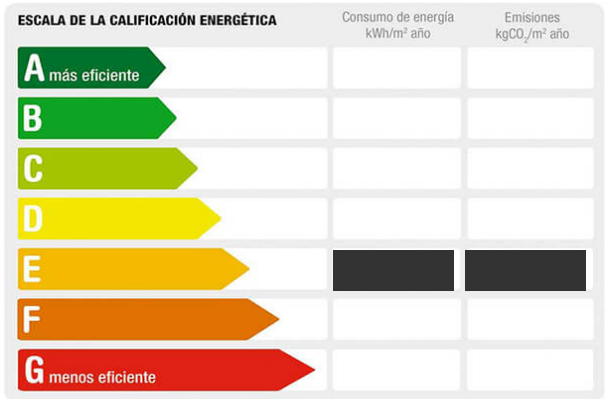 ESCALA DE LA CALIFICACIÓN ENERGÉTICA
Consumo de energía
kWh/m² año
Emisiones
kgCO₂/m² año
A más eficiente
B
C
D
E
F
G menos eficiente